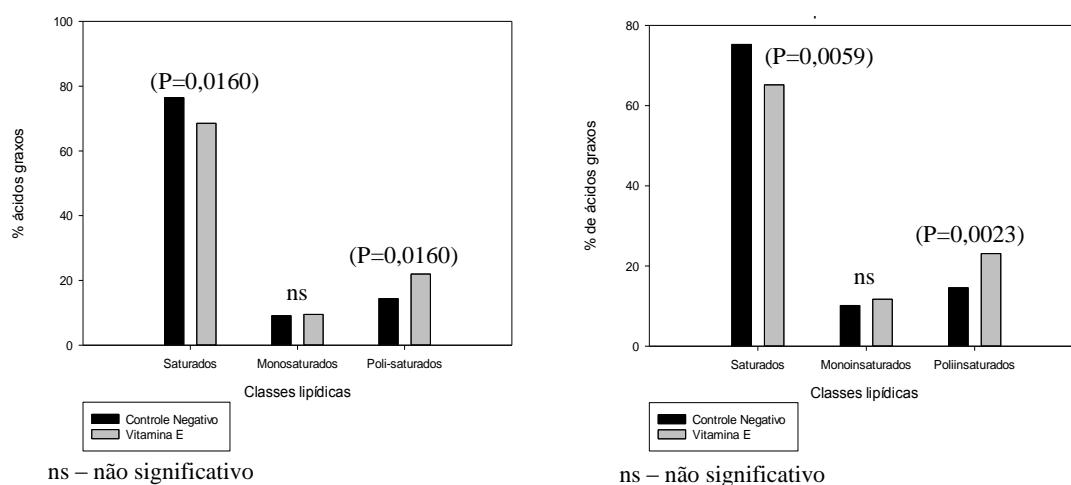 100
80
60
40
20
0
% ácidos graxos
(P=0,0160)
ns
(P=0,0160)
Saturados
Monosaturados
Poli-saturados
Classes lipídicas
Controle Negativo
Vitamina E
ns – não significativo
80
60
40
20
0
% de ácidos graxos
(P=0,0059)
ns
(P=0,0023)
Saturados
Monoinsaturados
Poliinsaturados
Classes lipídicas
Controle Negativo
Vitamina E
ns – não significativo